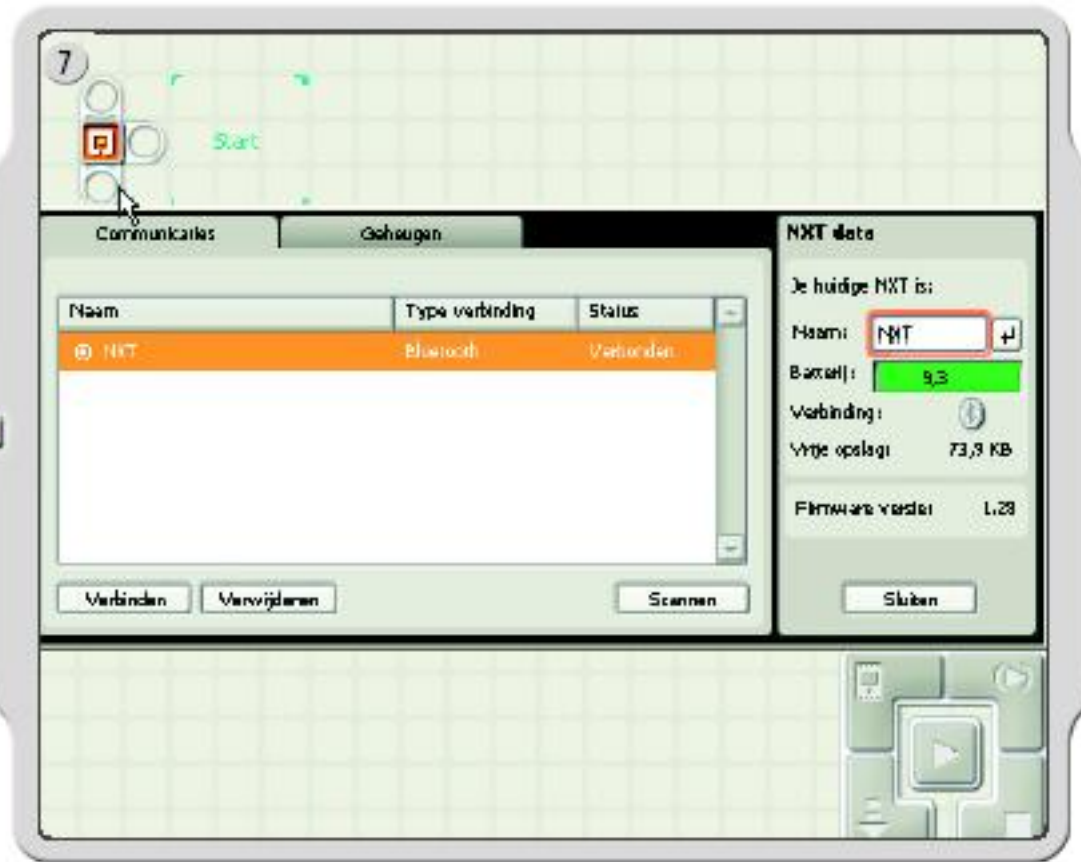 7
Start
Communicaties Geheugen
Naam Type verbinding Status
NXT Bluetooth Verbonden
Verbinden Verwijderen Scannen
NXT data
Je huidige NXT is:
Naam: NXT
Batterij: 9,3
Verbinding:
Vrije opslag: 73,9 KB
Firmware versie: 1.28
Sluiten